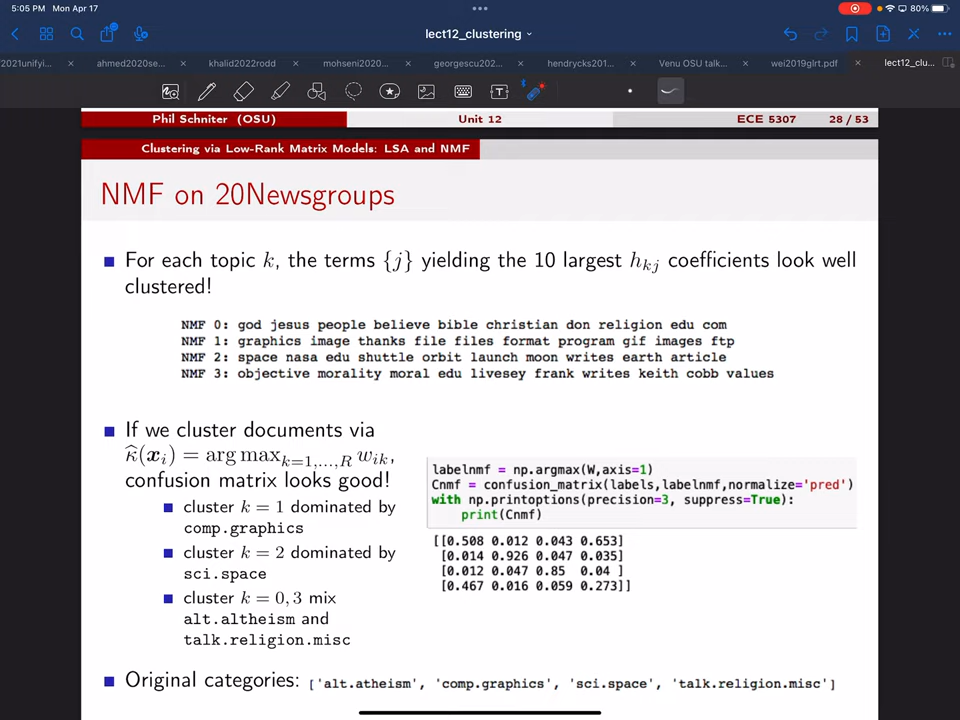 5:05 PM Mon Apr 17
80%
lect12_clustering
2021unifyi...
ahmed2020se...
khalid2022rodd
mohseni2020...
georgescu202...
hendrycks201...
Venu OSU talk...
wei2019glrt.pdf
lect12_clu...
Phil Schniter (OSU) Unit 12 ECE 5307 28 / 53
Clustering via Low-Rank Matrix Models: LSA and NMF
NMF on 20Newsgroups
For each topic k, the terms {j} yielding the 10 largest h_{kj} coefficients look well
clustered!
NMF 0: god jesus people believe bible christian don religion edu com
NMF 1: graphics image thanks file files format program gif images ftp
NMF 2: space nasa edu shuttle orbit launch moon writes earth article
NMF 3: objective morality moral edu livesey frank writes keith cobb values
If we cluster documents via
κ̂(x_i) = arg max_{k=1,...,R} w_{ik},
confusion matrix looks good!
cluster k = 1 dominated by
comp.graphics
cluster k = 2 dominated by
sci.space
cluster k = 0, 3 mix
alt.altheism and
talk.religion.misc
labelnmf = np.argmax(W,axis=1)
Cnmf = confusion_matrix(labels,labelnmf,normalize='pred')
with np.printoptions(precision=3, suppress=True):
print(Cnmf)
[[0.508 0.012 0.043 0.653]
[0.014 0.926 0.047 0.035]
[0.012 0.047 0.85 0.04 ]
[0.467 0.016 0.059 0.273]]
Original categories: ['alt.atheism', 'comp.graphics', 'sci.space', 'talk.religion.misc']